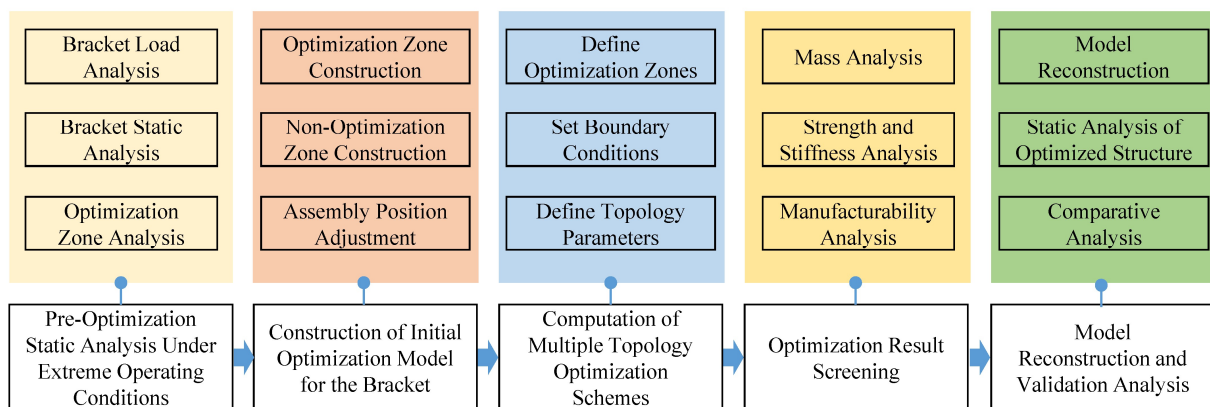 Bracket Load
Analysis
Bracket Static
Analysis
Optimization
Zone Analysis
Optimization Zone
Construction
Non-Optimization
Zone Construction
Assembly Position
Adjustment
Define
Optimization Zones
Set Boundary
Conditions
Define Topology
Parameters
Mass Analysis
Strength and
Stiffness Analysis
Manufacturability
Analysis
Model
Reconstruction
Static Analysis of
Optimized Structure
Comparative
Analysis
Pre-Optimization
Static Analysis Under
Extreme Operating
Conditions
Construction of Initial
Optimization Model
for the Bracket
Computation of
Multiple Topology
Optimization
Schemes
Optimization Result
Screening
Model
Reconstruction and
Validation Analysis